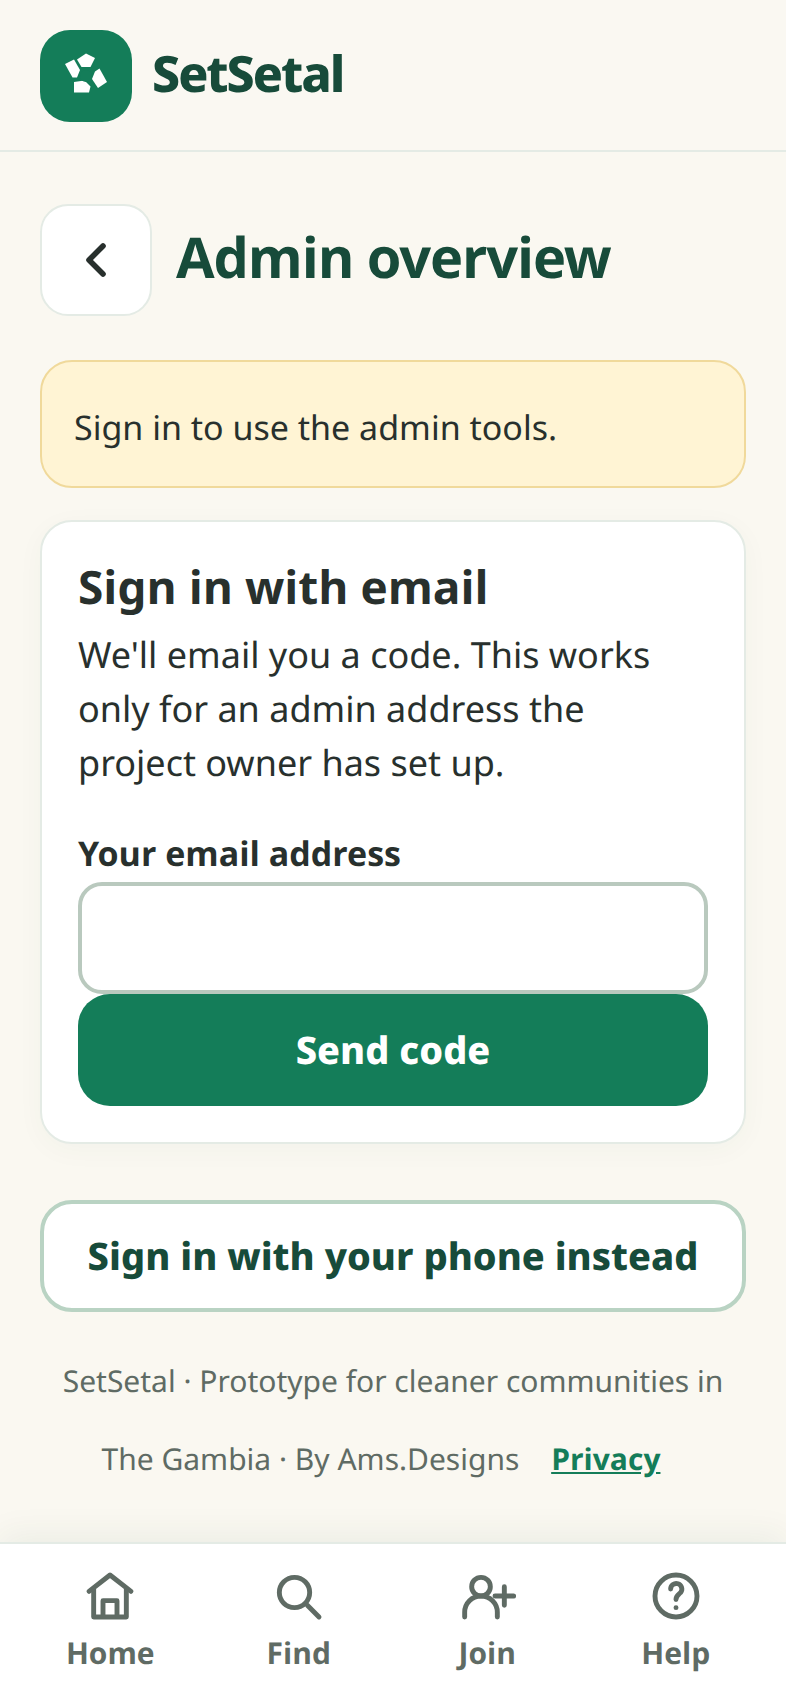 SetSetal
Admin overview
Sign in to use the admin tools.
Sign in with email
We'll email you a code. This works
only for an admin address the
project owner has set up.
Your email address
Send code
Sign in with your phone instead
SetSetal · Prototype for cleaner communities in
The Gambia · By Ams.Designs Privacy
Home Find Join Help